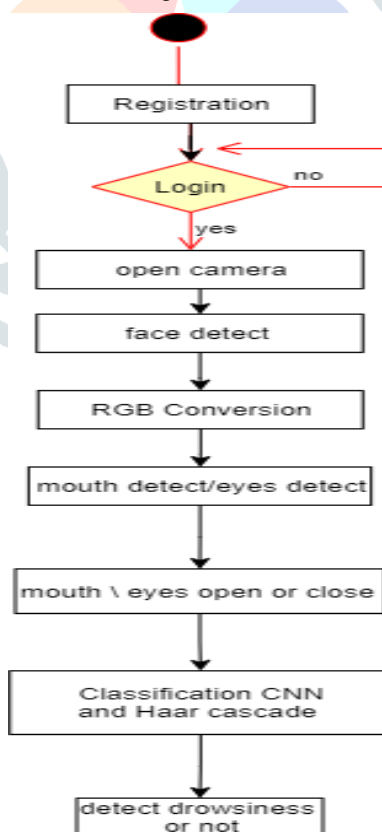 Registration
Login
no
yes
open camera
face detect
RGB Conversion
mouth detect/eyes detect
mouth \ eyes open or close
Classification CNN
and Haar cascade
detect drowsiness
or not